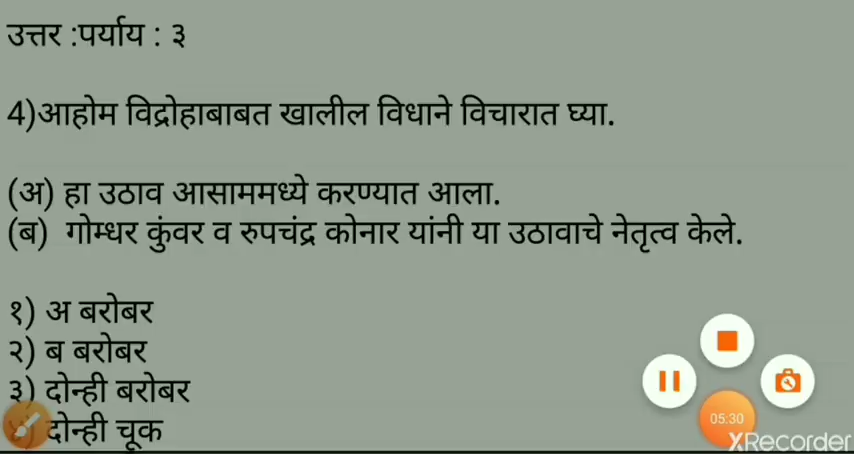 उत्तर :पर्याय : ३
4)आहोम विद्रोहाबाबत खालील विधाने विचारात घ्या.
(अ) हा उठाव आसाममध्ये करण्यात आला.
(ब) गोम्धर कुंवर व रुपचंद्र कोनार यांनी या उठावाचे नेतृत्व केले.
१) अ बरोबर
२) ब बरोबर
३) दोन्ही बरोबर
दोन्ही चूक
05:30
XRecorder